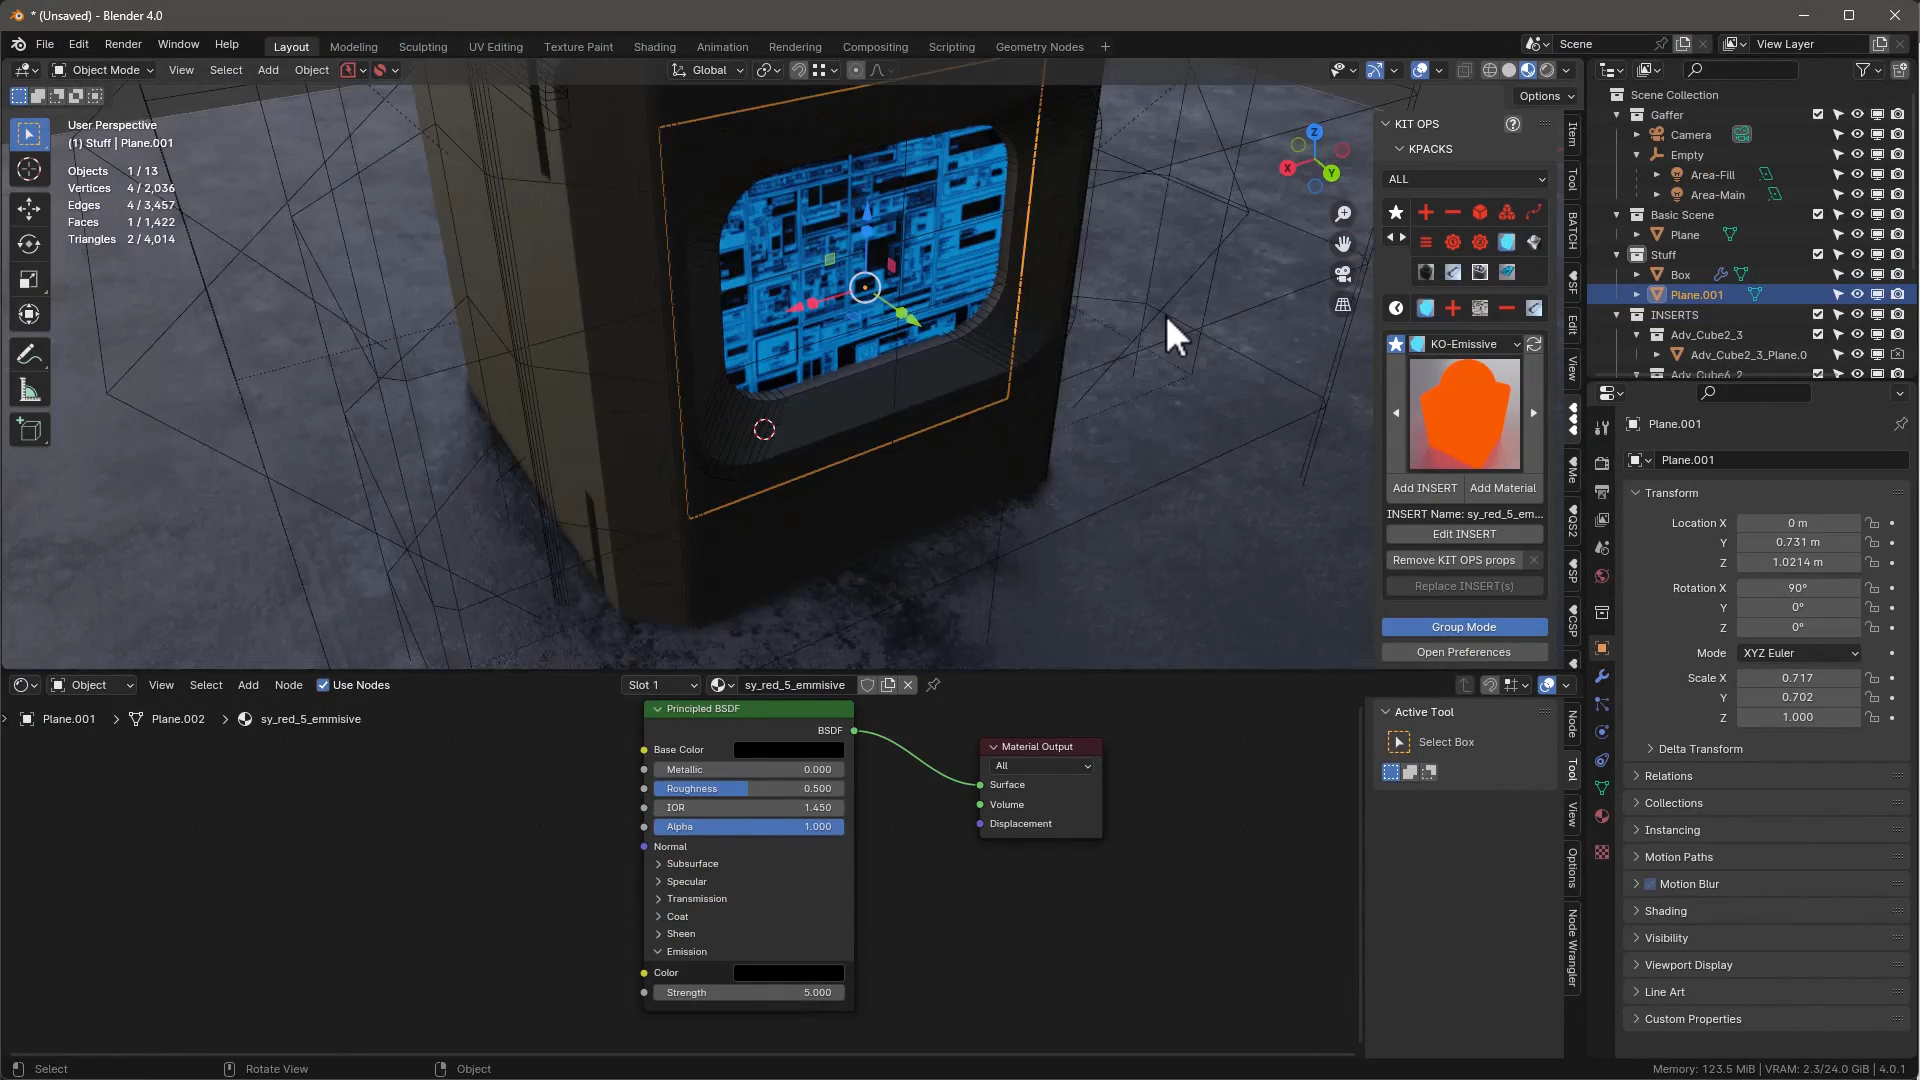 * (Unsaved) - Blender 4.0
File Edit Render Window Help
Layout Modeling Sculpting UV Editing Texture Paint Shading Animation Rendering Compositing Scripting Geometry Nodes +
Scene
View Layer
Object Mode View Select Add Object
Global
Options
User Perspective
(1) Stuff | Plane.001
Objects 1 / 13
Vertices 4 / 2,036
Edges 4 / 3,457
Faces 1 / 1,422
Triangles 2 / 4,014
Z
X
Y
KIT OPS
KPACKS
ALL
KO-Emissive
Add INSERT Add Material
INSERT Name: sy_red_5_em...
Edit INSERT
Remove KIT OPS props
Replace INSERT(s)
Group Mode
Open Preferences
Item
Tool
BATCH
SF
Edit
View
Me
QS2
SP
CSP
Scene Collection
Gaffer
Camera
Empty
Area-Fill
Area-Main
Basic Scene
Plane
Stuff
Box
Plane.001
INSERTS
Adv_Cube2_3
Adv_Cube2_3_Plane.0
Adv_Cube6_2
Plane.001
Plane.001
Transform
Location X 0 m
Y 0.731 m
Z 1.0214 m
Rotation X 90°
Y 0°
Z 0°
Mode XYZ Euler
Scale X 0.717
Y 0.702
Z 1.000
Delta Transform
Relations
Collections
Instancing
Motion Paths
Motion Blur
Shading
Visibility
Viewport Display
Line Art
Custom Properties
Object View Select Add Node Use Nodes
Slot 1
sy_red_5_emmisive
Plane.001 > Plane.002 > sy_red_5_emmisive
Principled BSDF
BSDF
Base Color
Metallic 0.000
Roughness 0.500
IOR 1.450
Alpha 1.000
Normal
Subsurface
Specular
Transmission
Coat
Sheen
Emission
Color
Strength 5.000
Material Output
All
Surface
Volume
Displacement
Active Tool
Select Box
Node
Tool
View
Options
Node Wrangler
Select
Rotate View
Object
Memory: 123.5 MiB | VRAM: 2.3/24.0 GiB | 4.0.1